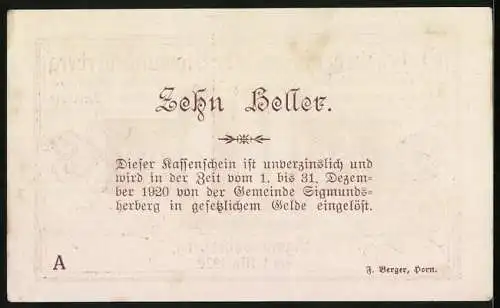 Zehn Heller.
Dieser Kassenschein ist unverzinslich und
wird in der Zeit vom 1. bis 31. Dezem-
ber 1920 von der Gemeinde Sigmunds-
herberg in gesetzlichem Gelde eingelöst.
A
F. Berger, Horn.